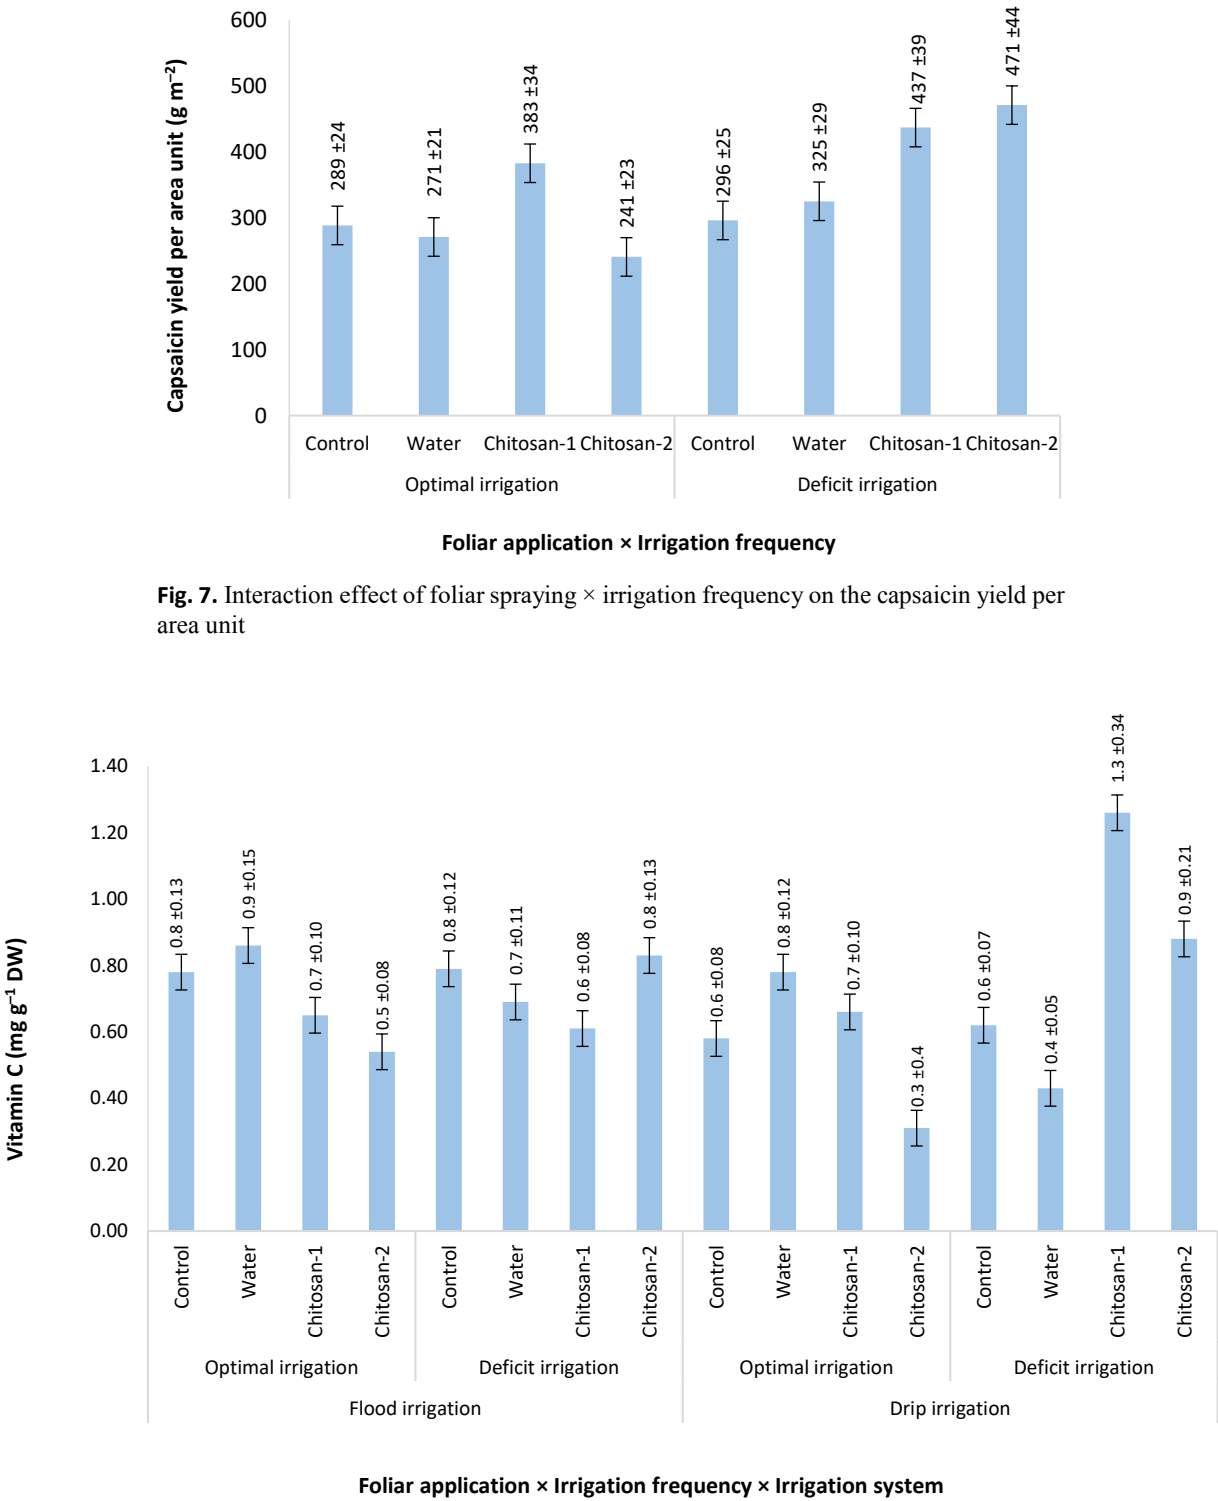 600
500
400
300
200
100
0
Capsaicin yield per area unit (g m⁻²)
289 ±24
271 ±21
383 ±34
241 ±23
296 ±25
325 ±29
437 ±39
471 ±44
Control Water Chitosan-1 Chitosan-2 Control Water Chitosan-1 Chitosan-2
Optimal irrigation Deficit irrigation
Foliar application × Irrigation frequency
Fig. 7. Interaction effect of foliar spraying × irrigation frequency on the capsaicin yield per
area unit
1.40
1.20
1.00
0.80
0.60
0.40
0.20
0.00
Vitamin C (mg g⁻¹ DW)
0.8 ±0.13
0.9 ±0.15
0.7 ±0.10
0.5 ±0.08
0.8 ±0.12
0.7 ±0.11
0.6 ±0.08
0.8 ±0.13
0.6 ±0.08
0.8 ±0.12
0.7 ±0.10
0.3 ±0.4
0.6 ±0.07
0.4 ±0.05
1.3 ±0.34
0.9 ±0.21
Control
Water
Chitosan-1
Chitosan-2
Control
Water
Chitosan-1
Chitosan-2
Control
Water
Chitosan-1
Chitosan-2
Control
Water
Chitosan-1
Chitosan-2
Optimal irrigation Deficit irrigation Optimal irrigation Deficit irrigation
Flood irrigation Drip irrigation
Foliar application × Irrigation frequency × Irrigation system